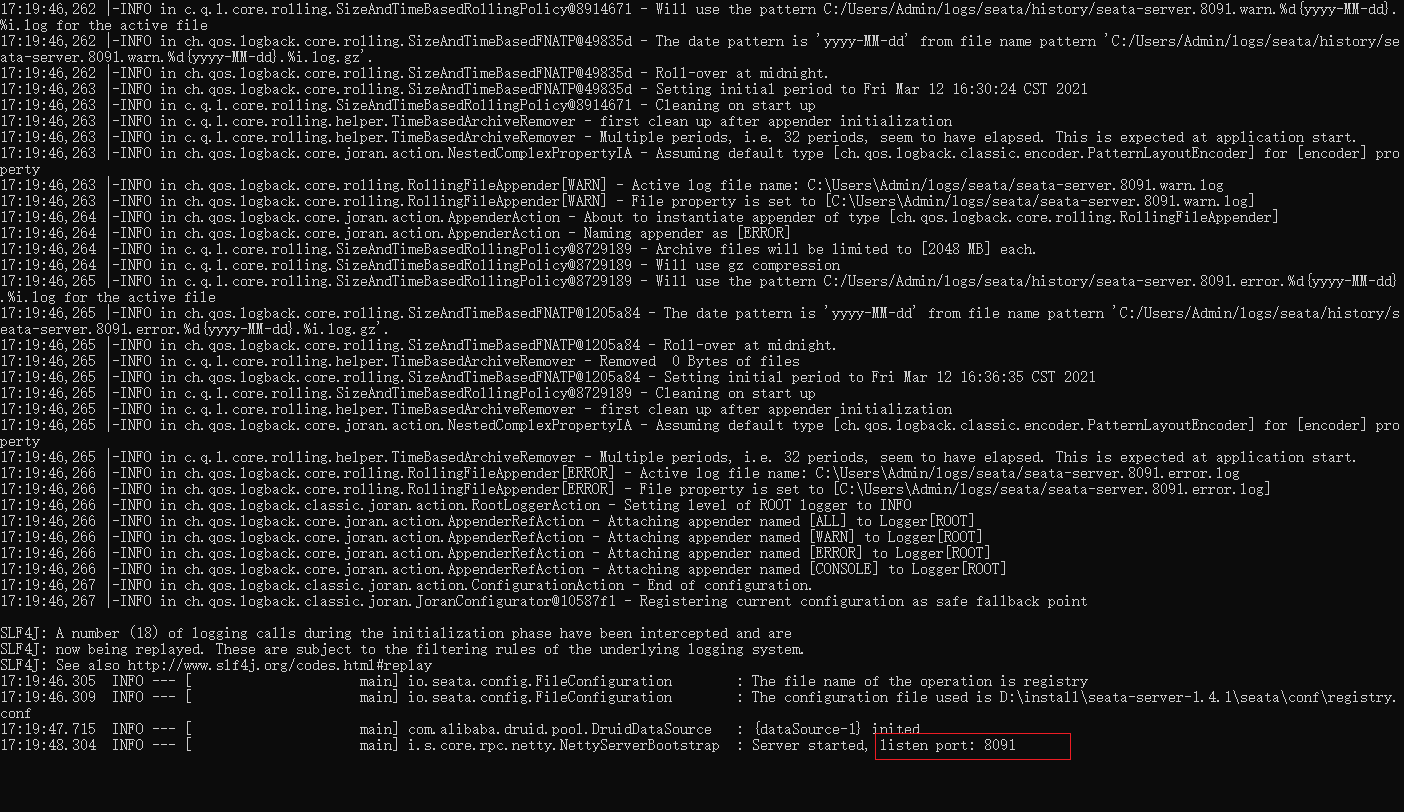 17:19:46,262 |-INFO in c.q.l.core.rolling.SizeAndTimeBasedRollingPolicy@8914671 - Will use the pattern C:/Users/Admin/logs/seata/history/seata-server.8091.warn.%d{yyyy-MM-dd}.
%i.log for the active file
17:19:46,262 |-INFO in ch.qos.logback.core.rolling.SizeAndTimeBasedFNATP@49835d - The date pattern is 'yyyy-MM-dd' from file name pattern 'C:/Users/Admin/logs/seata/history/se
ata-server.8091.warn.%d{yyyy-MM-dd}.%i.log.gz'.
17:19:46,262 |-INFO in ch.qos.logback.core.rolling.SizeAndTimeBasedFNATP@49835d - Roll-over at midnight.
17:19:46,263 |-INFO in ch.qos.logback.core.rolling.SizeAndTimeBasedFNATP@49835d - Setting initial period to Fri Mar 12 16:30:24 CST 2021
17:19:46,263 |-INFO in c.q.l.core.rolling.SizeAndTimeBasedRollingPolicy@8914671 - Cleaning on start up
17:19:46,263 |-INFO in c.q.l.core.rolling.helper.TimeBasedArchiveRemover - first clean up after appender initialization
17:19:46,263 |-INFO in c.q.l.core.rolling.helper.TimeBasedArchiveRemover - Multiple periods, i.e. 32 periods, seem to have elapsed. This is expected at application start.
17:19:46,263 |-INFO in ch.qos.logback.core.joran.action.NestedComplexPropertyIA - Assuming default type [ch.qos.logback.classic.encoder.PatternLayoutEncoder] for [encoder] pro
perty
17:19:46,263 |-INFO in ch.qos.logback.core.rolling.RollingFileAppender[WARN] - Active log file name: C:\Users\Admin/logs/seata/seata-server.8091.warn.log
17:19:46,263 |-INFO in ch.qos.logback.core.rolling.RollingFileAppender[WARN] - File property is set to [C:\Users\Admin/logs/seata/seata-server.8091.warn.log]
17:19:46,264 |-INFO in ch.qos.logback.core.joran.action.AppenderAction - About to instantiate appender of type [ch.qos.logback.core.rolling.RollingFileAppender]
17:19:46,264 |-INFO in ch.qos.logback.core.joran.action.AppenderAction - Naming appender as [ERROR]
17:19:46,264 |-INFO in c.q.l.core.rolling.SizeAndTimeBasedRollingPolicy@8729189 - Archive files will be limited to [2048 MB] each.
17:19:46,264 |-INFO in c.q.l.core.rolling.SizeAndTimeBasedRollingPolicy@8729189 - Will use gz compression
17:19:46,265 |-INFO in c.q.l.core.rolling.SizeAndTimeBasedRollingPolicy@8729189 - Will use the pattern C:/Users/Admin/logs/seata/history/seata-server.8091.error.%d{yyyy-MM-dd}
.%i.log for the active file
17:19:46,265 |-INFO in ch.qos.logback.core.rolling.SizeAndTimeBasedFNATP@1205a84 - The date pattern is 'yyyy-MM-dd' from file name pattern 'C:/Users/Admin/logs/seata/history/s
eata-server.8091.error.%d{yyyy-MM-dd}.%i.log.gz'.
17:19:46,265 |-INFO in ch.qos.logback.core.rolling.SizeAndTimeBasedFNATP@1205a84 - Roll-over at midnight.
17:19:46,265 |-INFO in c.q.l.core.rolling.helper.TimeBasedArchiveRemover - Removed  0 Bytes of files
17:19:46,265 |-INFO in ch.qos.logback.core.rolling.SizeAndTimeBasedFNATP@1205a84 - Setting initial period to Fri Mar 12 16:36:35 CST 2021
17:19:46,265 |-INFO in c.q.l.core.rolling.SizeAndTimeBasedRollingPolicy@8729189 - Cleaning on start up
17:19:46,265 |-INFO in c.q.l.core.rolling.helper.TimeBasedArchiveRemover - first clean up after appender initialization
17:19:46,265 |-INFO in ch.qos.logback.core.joran.action.NestedComplexPropertyIA - Assuming default type [ch.qos.logback.classic.encoder.PatternLayoutEncoder] for [encoder] pro
perty
17:19:46,265 |-INFO in c.q.l.core.rolling.helper.TimeBasedArchiveRemover - Multiple periods, i.e. 32 periods, seem to have elapsed. This is expected at application start.
17:19:46,266 |-INFO in ch.qos.logback.core.rolling.RollingFileAppender[ERROR] - Active log file name: C:\Users\Admin/logs/seata/seata-server.8091.error.log
17:19:46,266 |-INFO in ch.qos.logback.core.rolling.RollingFileAppender[ERROR] - File property is set to [C:\Users\Admin/logs/seata/seata-server.8091.error.log]
17:19:46,266 |-INFO in ch.qos.logback.classic.joran.action.RootLoggerAction - Setting level of ROOT logger to INFO
17:19:46,266 |-INFO in ch.qos.logback.core.joran.action.AppenderRefAction - Attaching appender named [ALL] to Logger[ROOT]
17:19:46,266 |-INFO in ch.qos.logback.core.joran.action.AppenderRefAction - Attaching appender named [WARN] to Logger[ROOT]
17:19:46,266 |-INFO in ch.qos.logback.core.joran.action.AppenderRefAction - Attaching appender named [ERROR] to Logger[ROOT]
17:19:46,266 |-INFO in ch.qos.logback.core.joran.action.AppenderRefAction - Attaching appender named [CONSOLE] to Logger[ROOT]
17:19:46,267 |-INFO in ch.qos.logback.classic.joran.action.ConfigurationAction - End of configuration.
17:19:46,267 |-INFO in ch.qos.logback.classic.joran.JoranConfigurator@10587f1 - Registering current configuration as safe fallback point
SLF4J: A number (18) of logging calls during the initialization phase have been intercepted and are
SLF4J: now being replayed. These are subject to the filtering rules of the underlying logging system.
SLF4J: See also http://www.slf4j.org/codes.html#replay
17:19:46.305  INFO --- [                     main] io.seata.config.FileConfiguration        : The file name of the operation is registry
17:19:46.309  INFO --- [                     main] io.seata.config.FileConfiguration        : The configuration file used is D:\install\seata-server-1.4.1\seata\conf\registry.
conf
17:19:47.715  INFO --- [                     main] com.alibaba.druid.pool.DruidDataSource   : {dataSource-1} inited
17:19:48.304  INFO --- [                     main] i.s.core.rpc.netty.NettyServerBootstrap  : Server started, listen port: 8091